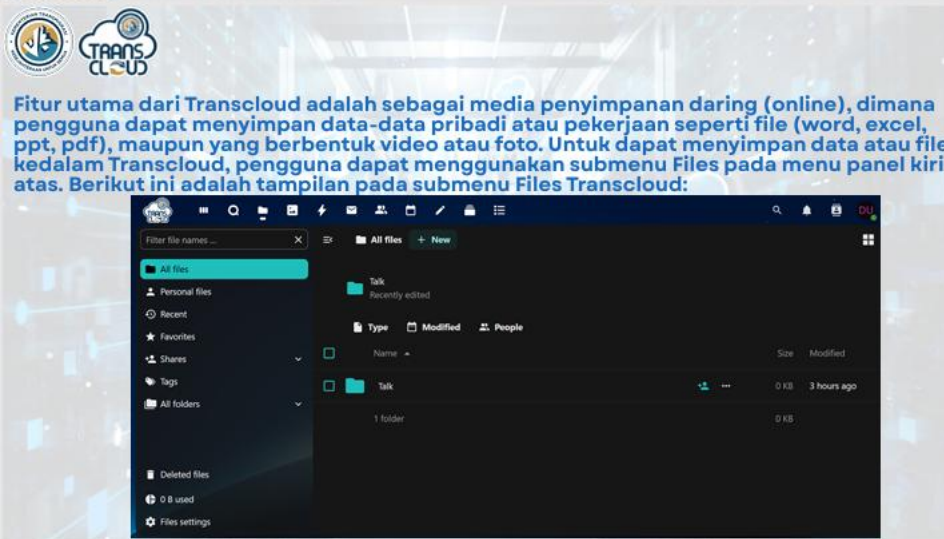 TRANS
CLOUD
Fitur utama dari Transcloud adalah sebagai media penyimpanan daring (online), dimana
pengguna dapat menyimpan data-data pribadi atau pekerjaan seperti file (word, excel,
ppt, pdf), maupun yang berbentuk video atau foto. Untuk dapat menyimpan data atau file
kedalam Transcloud, pengguna dapat menggunakan submenu Files pada menu panel kiri
atas. Berikut ini adalah tampilan pada submenu Files Transcloud:
DU
Filter file names ...
All files
+ New
All files
Talk
Recently edited
Personal files
Recent
Type Modified People
Favorites
Shares
Name Size Modified
Tags
Talk 0 KB 3 hours ago
All folders
1 folder 0 KB
Deleted files
0 B used
Files settings